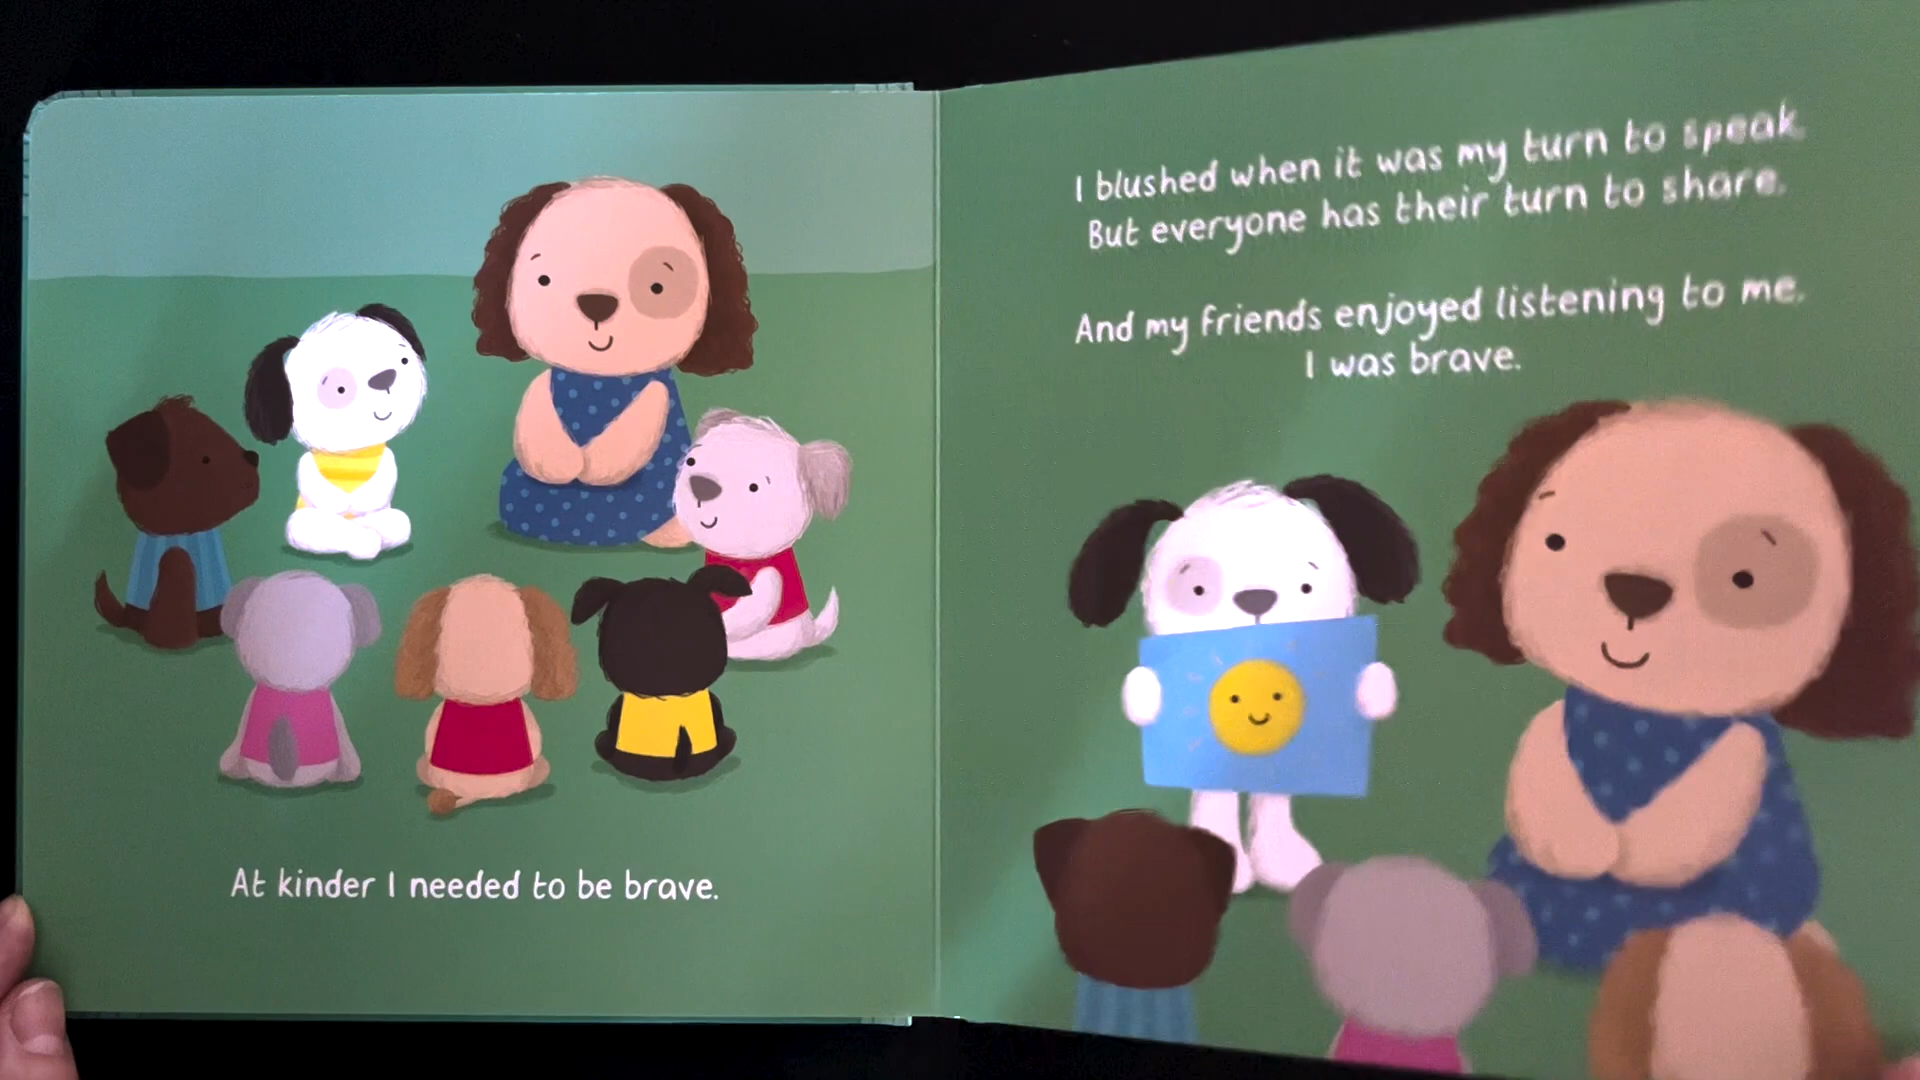 At kinder I needed to be brave.
I blushed when it was my turn to speak.
But everyone has their turn to share.
And my friends enjoyed listening to me.
I was brave.